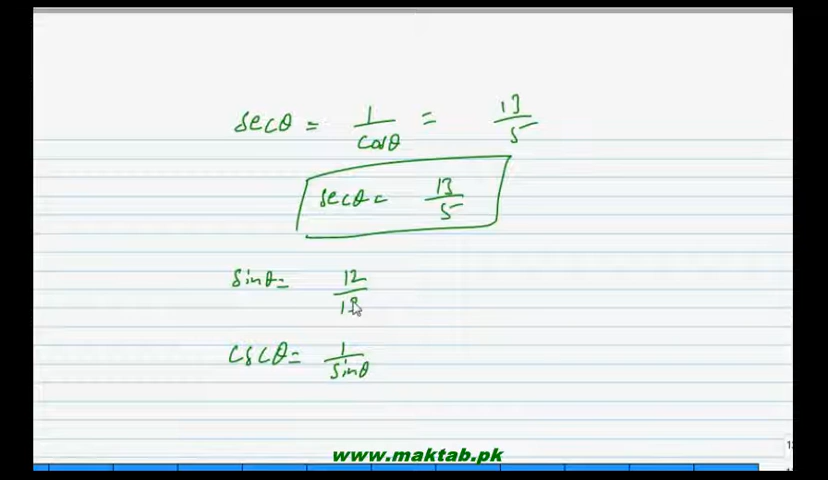 secθ = 1/cosθ = 13/5
secθ = 13/5
sinθ = 12/13
cscθ = 1/sinθ
www.maktab.pk